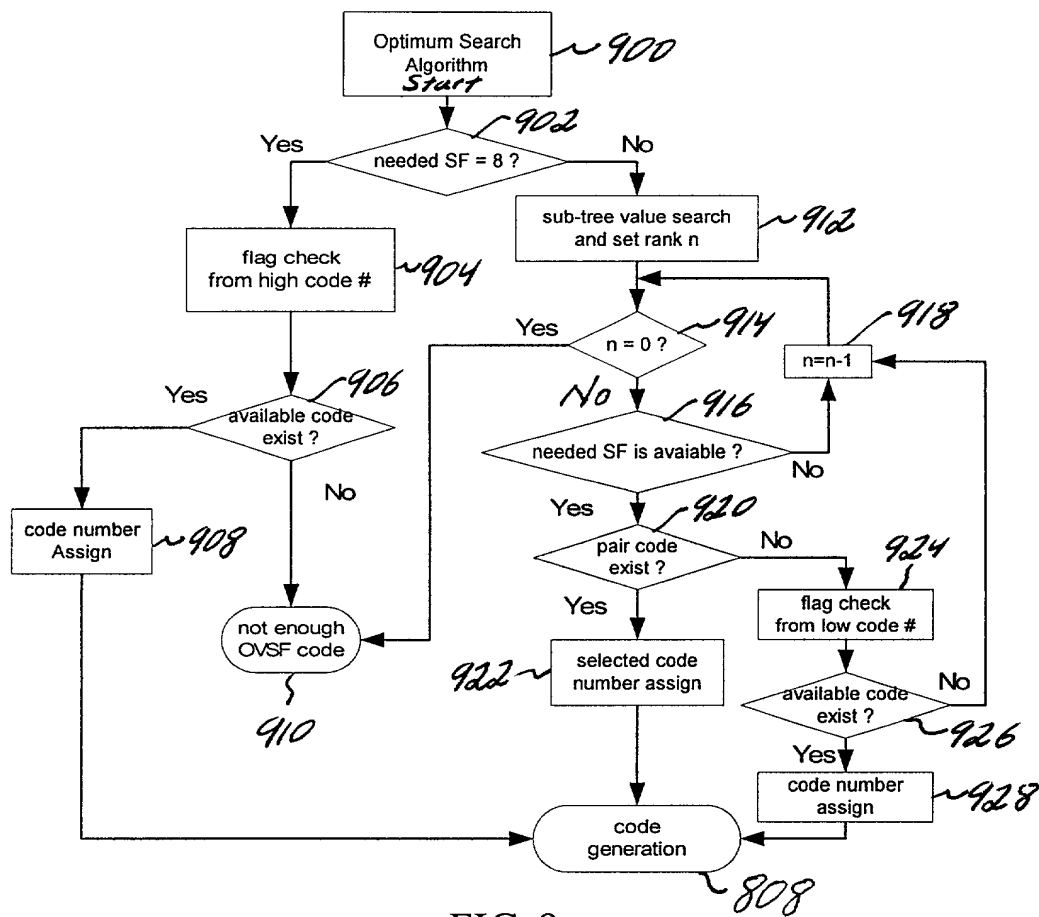 Optimum Search
Algorithm
Start
900
902
Yes
No
needed SF = 8 ?
sub-tree value search
and set rank n
912
flag check
from high code #
904
Yes
n = 0 ?
914
918
n=n-1
No
916
needed SF is avaiable ?
No
Yes
906
available code
exist ?
No
Yes
920
pair code
exist ?
No
924
flag check
from low code #
code number
Assign
908
Yes
not enough
OVSF code
910
922
selected code
number assign
available code
exist ?
No
926
Yes
code number
assign
928
code
generation
808